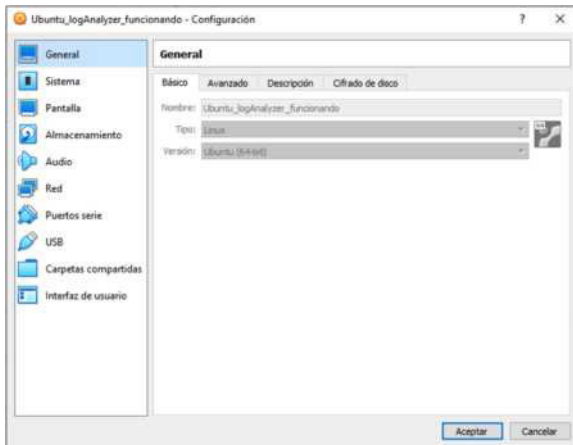 Ubuntu_logAnalyzer_funcionando - Configuración
? ×
General
Sistema
Pantalla
Almacenamiento
Audio
Red
Puertos serie
USB
Carpetas compartidas
Interfaz de usuario
General
Básico Avanzado Descripción Cifrado de disco
Nombre: Ubuntu_logAnalyzer_funcionando
Tipo: Linux
Versión: Ubuntu (64-bit)
64
Aceptar Cancelar